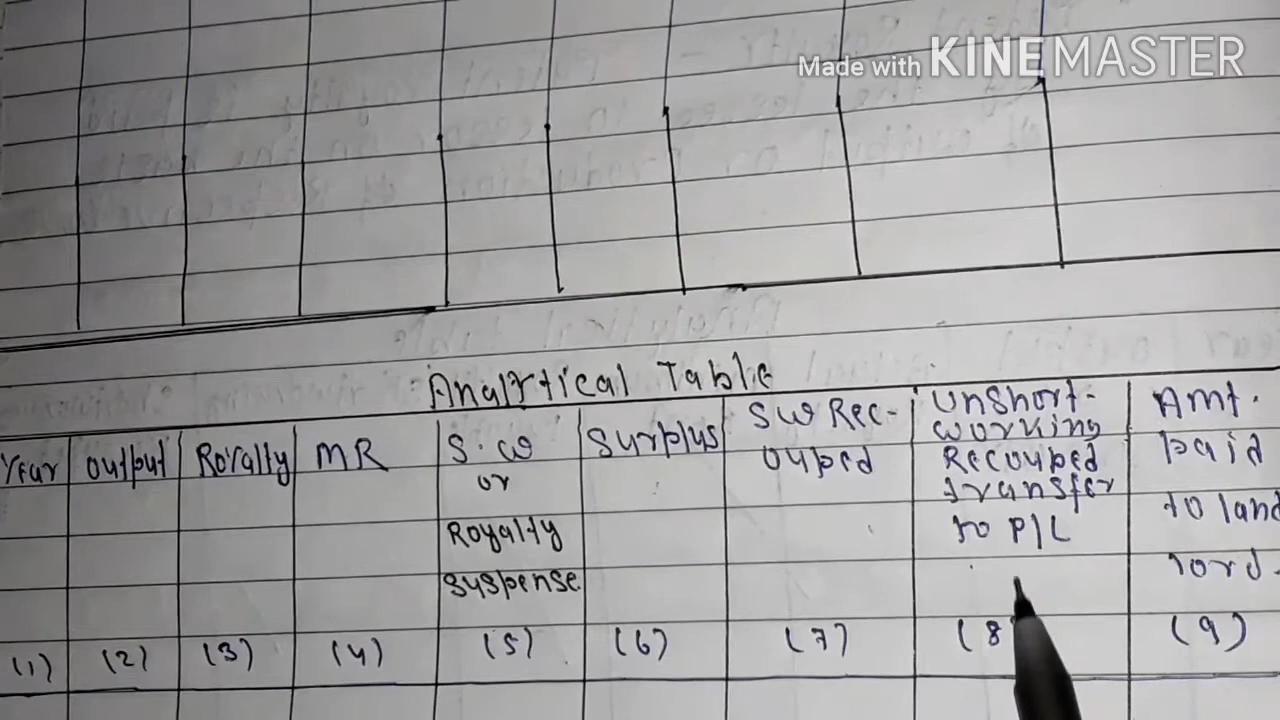 Made with KINEMASTER
Analytical Table
Year | output | Royalty | MR | S.W or Royalty suspense | Surplus | SW Rec- ouped | Unshort- working Recouped transfer to P/L | Amt. paid to land lord.
(1) | (2) | (3) | (4) | (5) | (6) | (7) | (8) | (9)